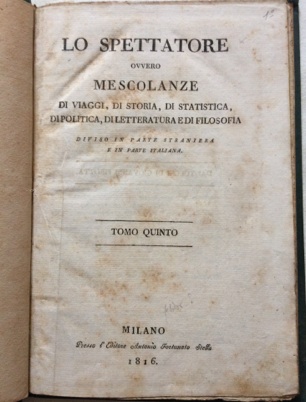 LO SPETTATORE
OVVERO
MESCOLANZE
DI VIAGGI, DI STORIA, DI STATISTICA,
DI POLITICA, DI LETTERATURA E DI FILOSOFIA
DIVISO IN PARTE STRANIERA
E IN PARTE ITALIANA.
TOMO QUINTO
MILANO
Presso l'Editore Antonio Fortunato Stella
1816.